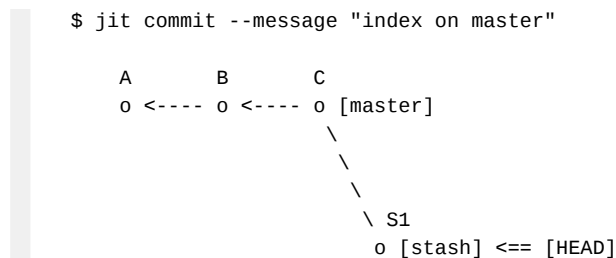 $ jit commit --message "index on master"
A B C
o <---- o <---- o [master]
\
\
\
\ S1
o [stash] <== [HEAD]